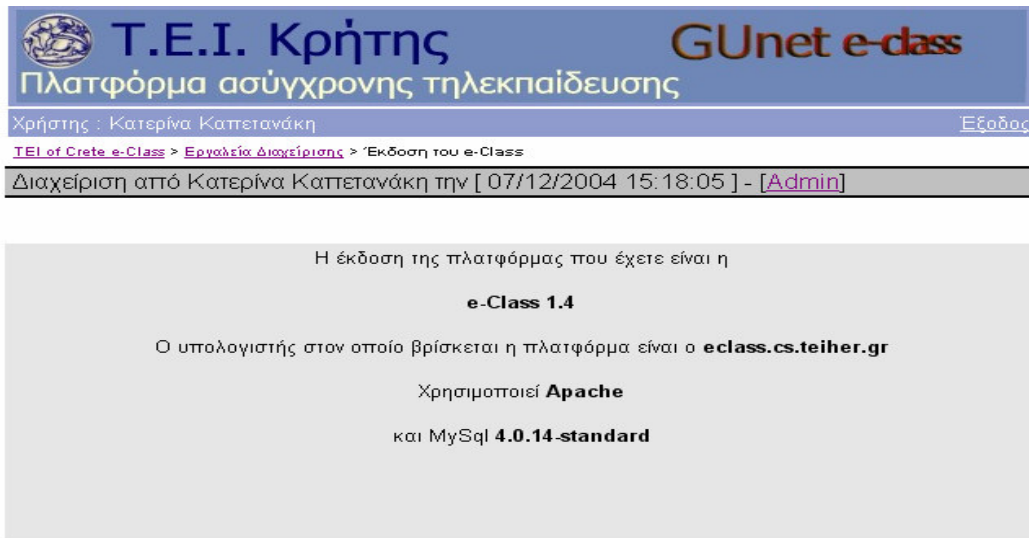 Τ.Ε.Ι. Κρήτης GUnet e-class
Πλατφόρμα ασύγχρονης τηλεκπαίδευσης
Χρήστης : Κατερίνα Καπετανάκη Έξοδος
TEI of Crete e-Class > Εργαλεία Διαχείρισης > Έκδοση του e-Class
Διαχείριση από Κατερίνα Καπετανάκη την [ 07/12/2004 15:18:05 ] - [Admin]
Η έκδοση της πλατφόρμας που έχετε είναι η
e-Class 1.4
Ο υπολογιστής στον οποίο βρίσκεται η πλατφόρμα είναι ο eclass.cs.teiher.gr
Χρησιμοποιεί Apache
και MySql 4.0.14-standard